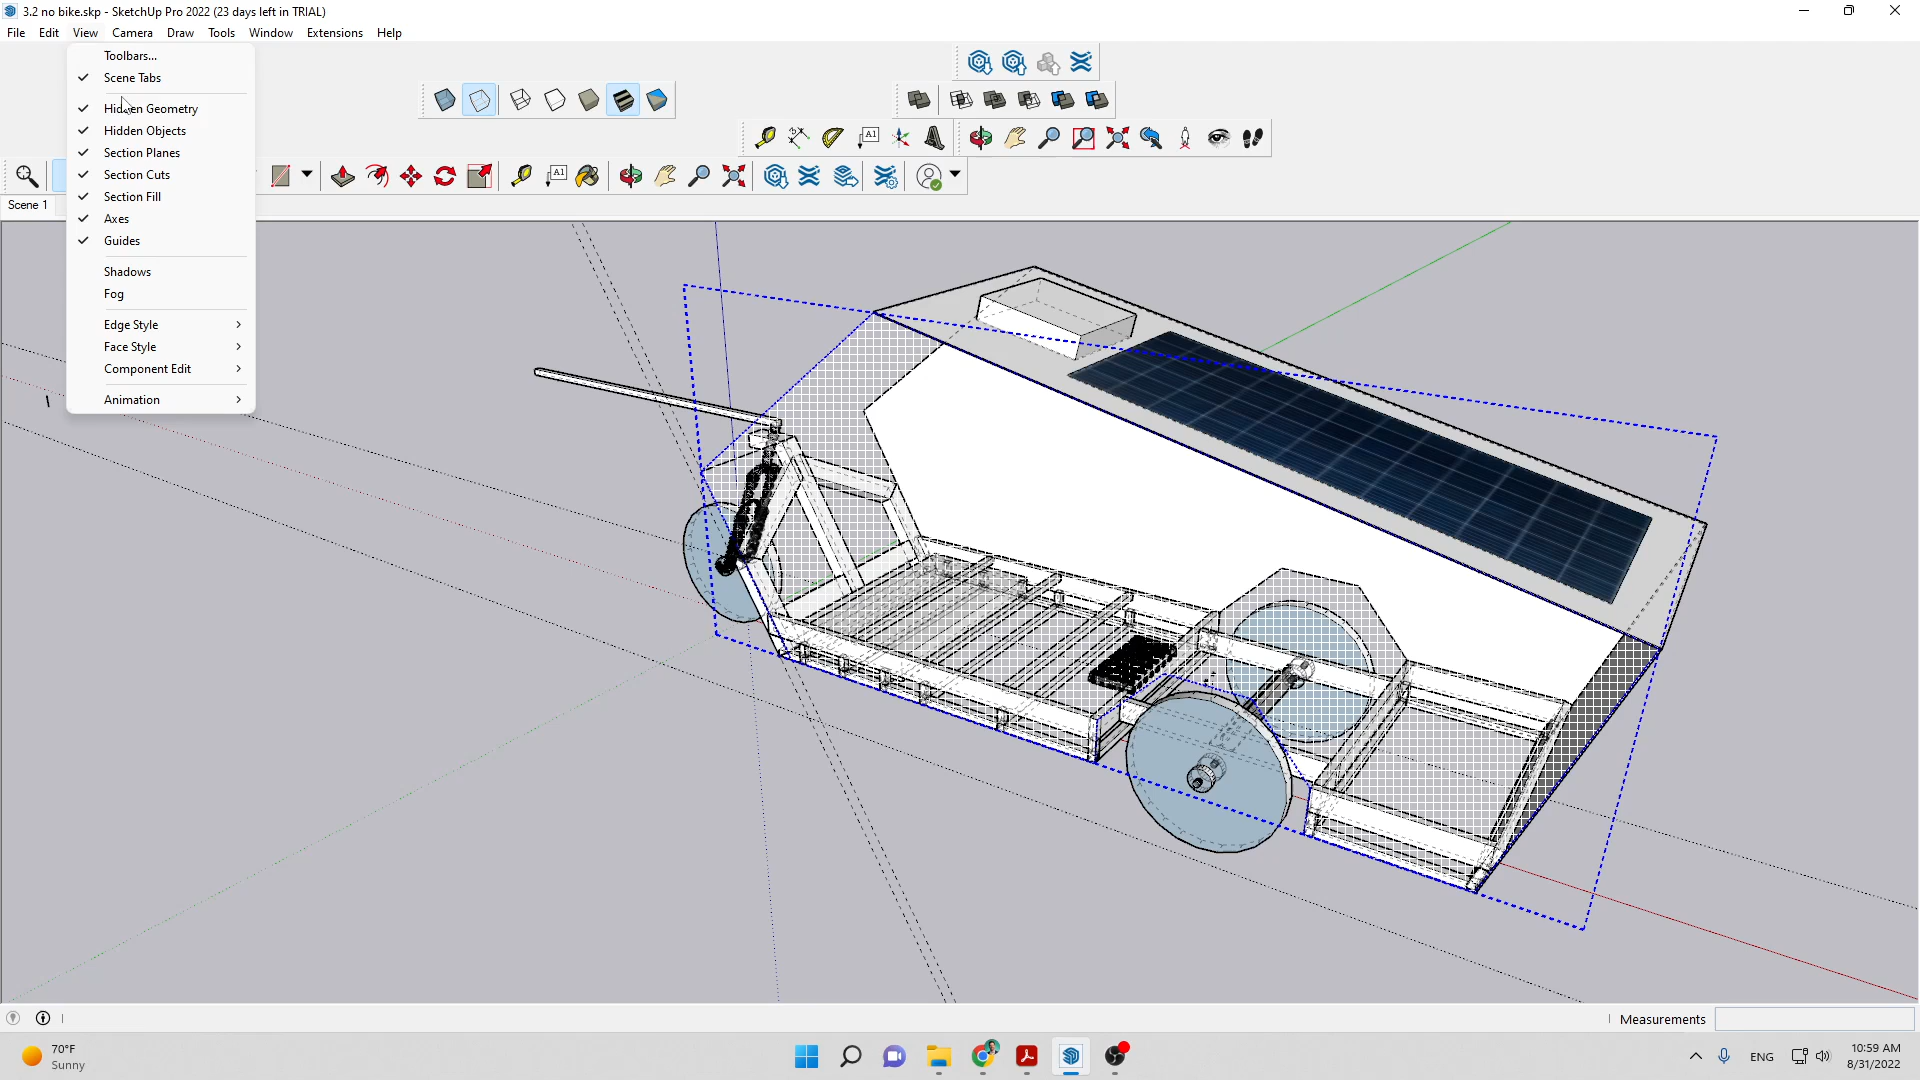 3.2 no bike.skp - SketchUp Pro 2022 (23 days left in TRIAL)
File Edit View Camera Draw Tools Window Extensions Help
Toolbars...
Scene Tabs
Hidden Geometry
Hidden Objects
Section Planes
Section Cuts
Section Fill
Axes
Guides
Shadows
Fog
Edge Style
Face Style
Component Edit
Animation
A1
A1
Scene 1
Measurements
70°F
Sunny
ENG
10:59 AM
8/31/2022